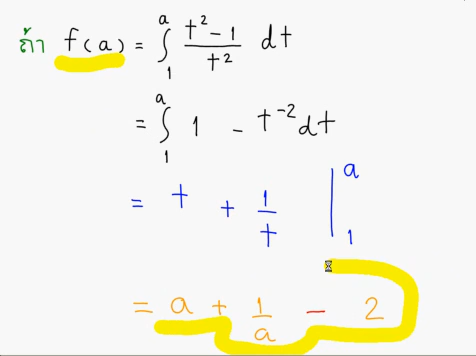 ถ้า f(a) = ∫₁ᵃ (t² - 1)/t² dt
= ∫₁ᵃ 1 - t⁻² dt
= t + 1/t |₁ᵃ
= a + 1/a - 2